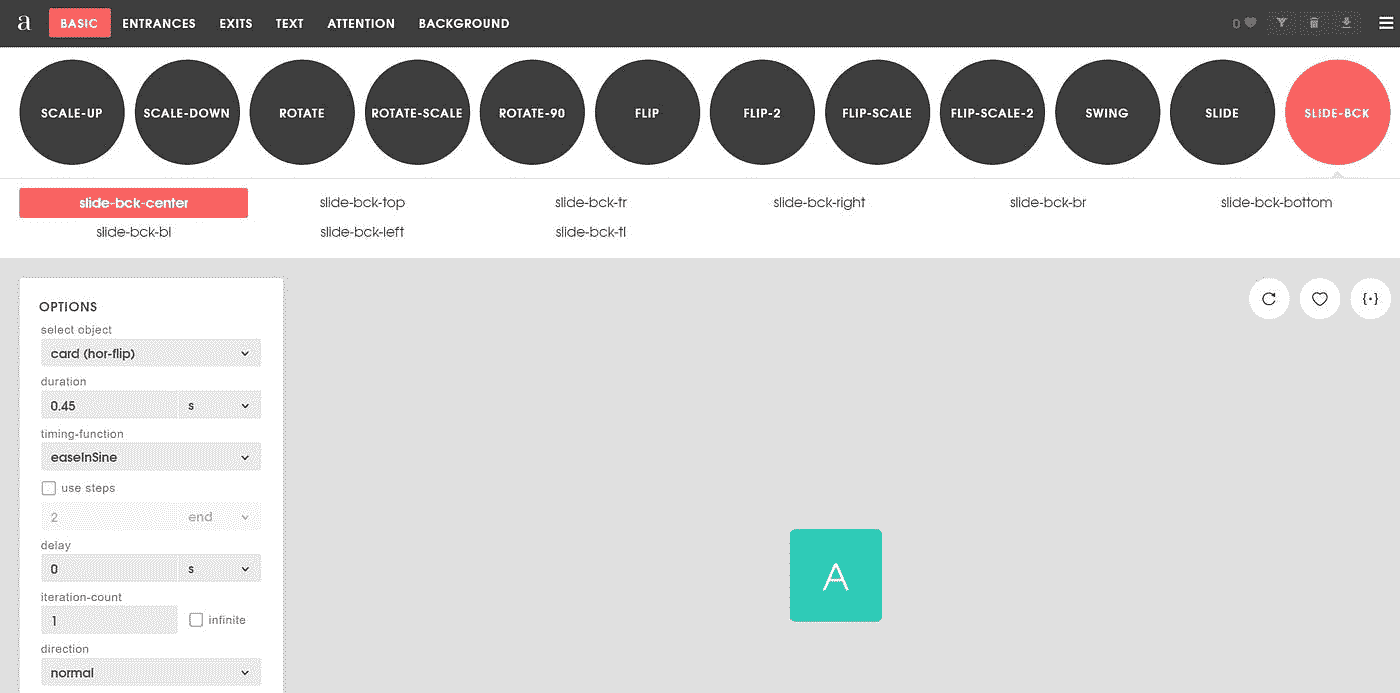 a BASIC ENTRANCES EXITS TEXT ATTENTION BACKGROUND 0
SCALE-UP SCALE-DOWN ROTATE ROTATE-SCALE ROTATE-90 FLIP FLIP-2 FLIP-SCALE FLIP-SCALE-2 SWING SLIDE SLIDE-BCK
slide-bck-center slide-bck-top slide-bck-tr slide-bck-right slide-bck-br slide-bck-bottom
slide-bck-bl slide-bck-left slide-bck-tl
OPTIONS
select object
card (hor-flip)
duration
0.45 s
timing-function
easeInSine
use steps
2 end
delay
0 s
iteration-count
1 infinite
direction
normal
{·}
A